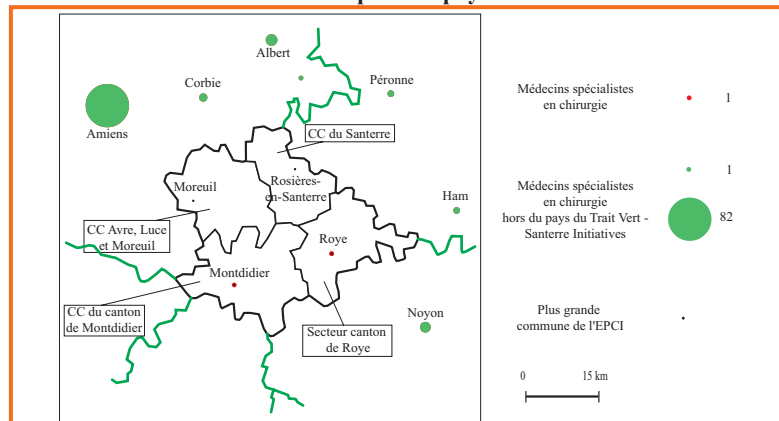 Albert
Corbie
Péronne
Amiens
CC du Santerre
Moreuil
Rosières-
en-Santerre
Ham
CC Avre, Luce
et Moreuil
Roye
Montdidier
CC du canton
de Montdidier
Noyon
Secteur canton
de Roye
Médecins spécialistes
en chirurgie
1
1
Médecins spécialistes
en chirurgie
hors du pays du Trait Vert -
Santerre Initiatives
82
Plus grande
commune de l'EPCI
0
15 km